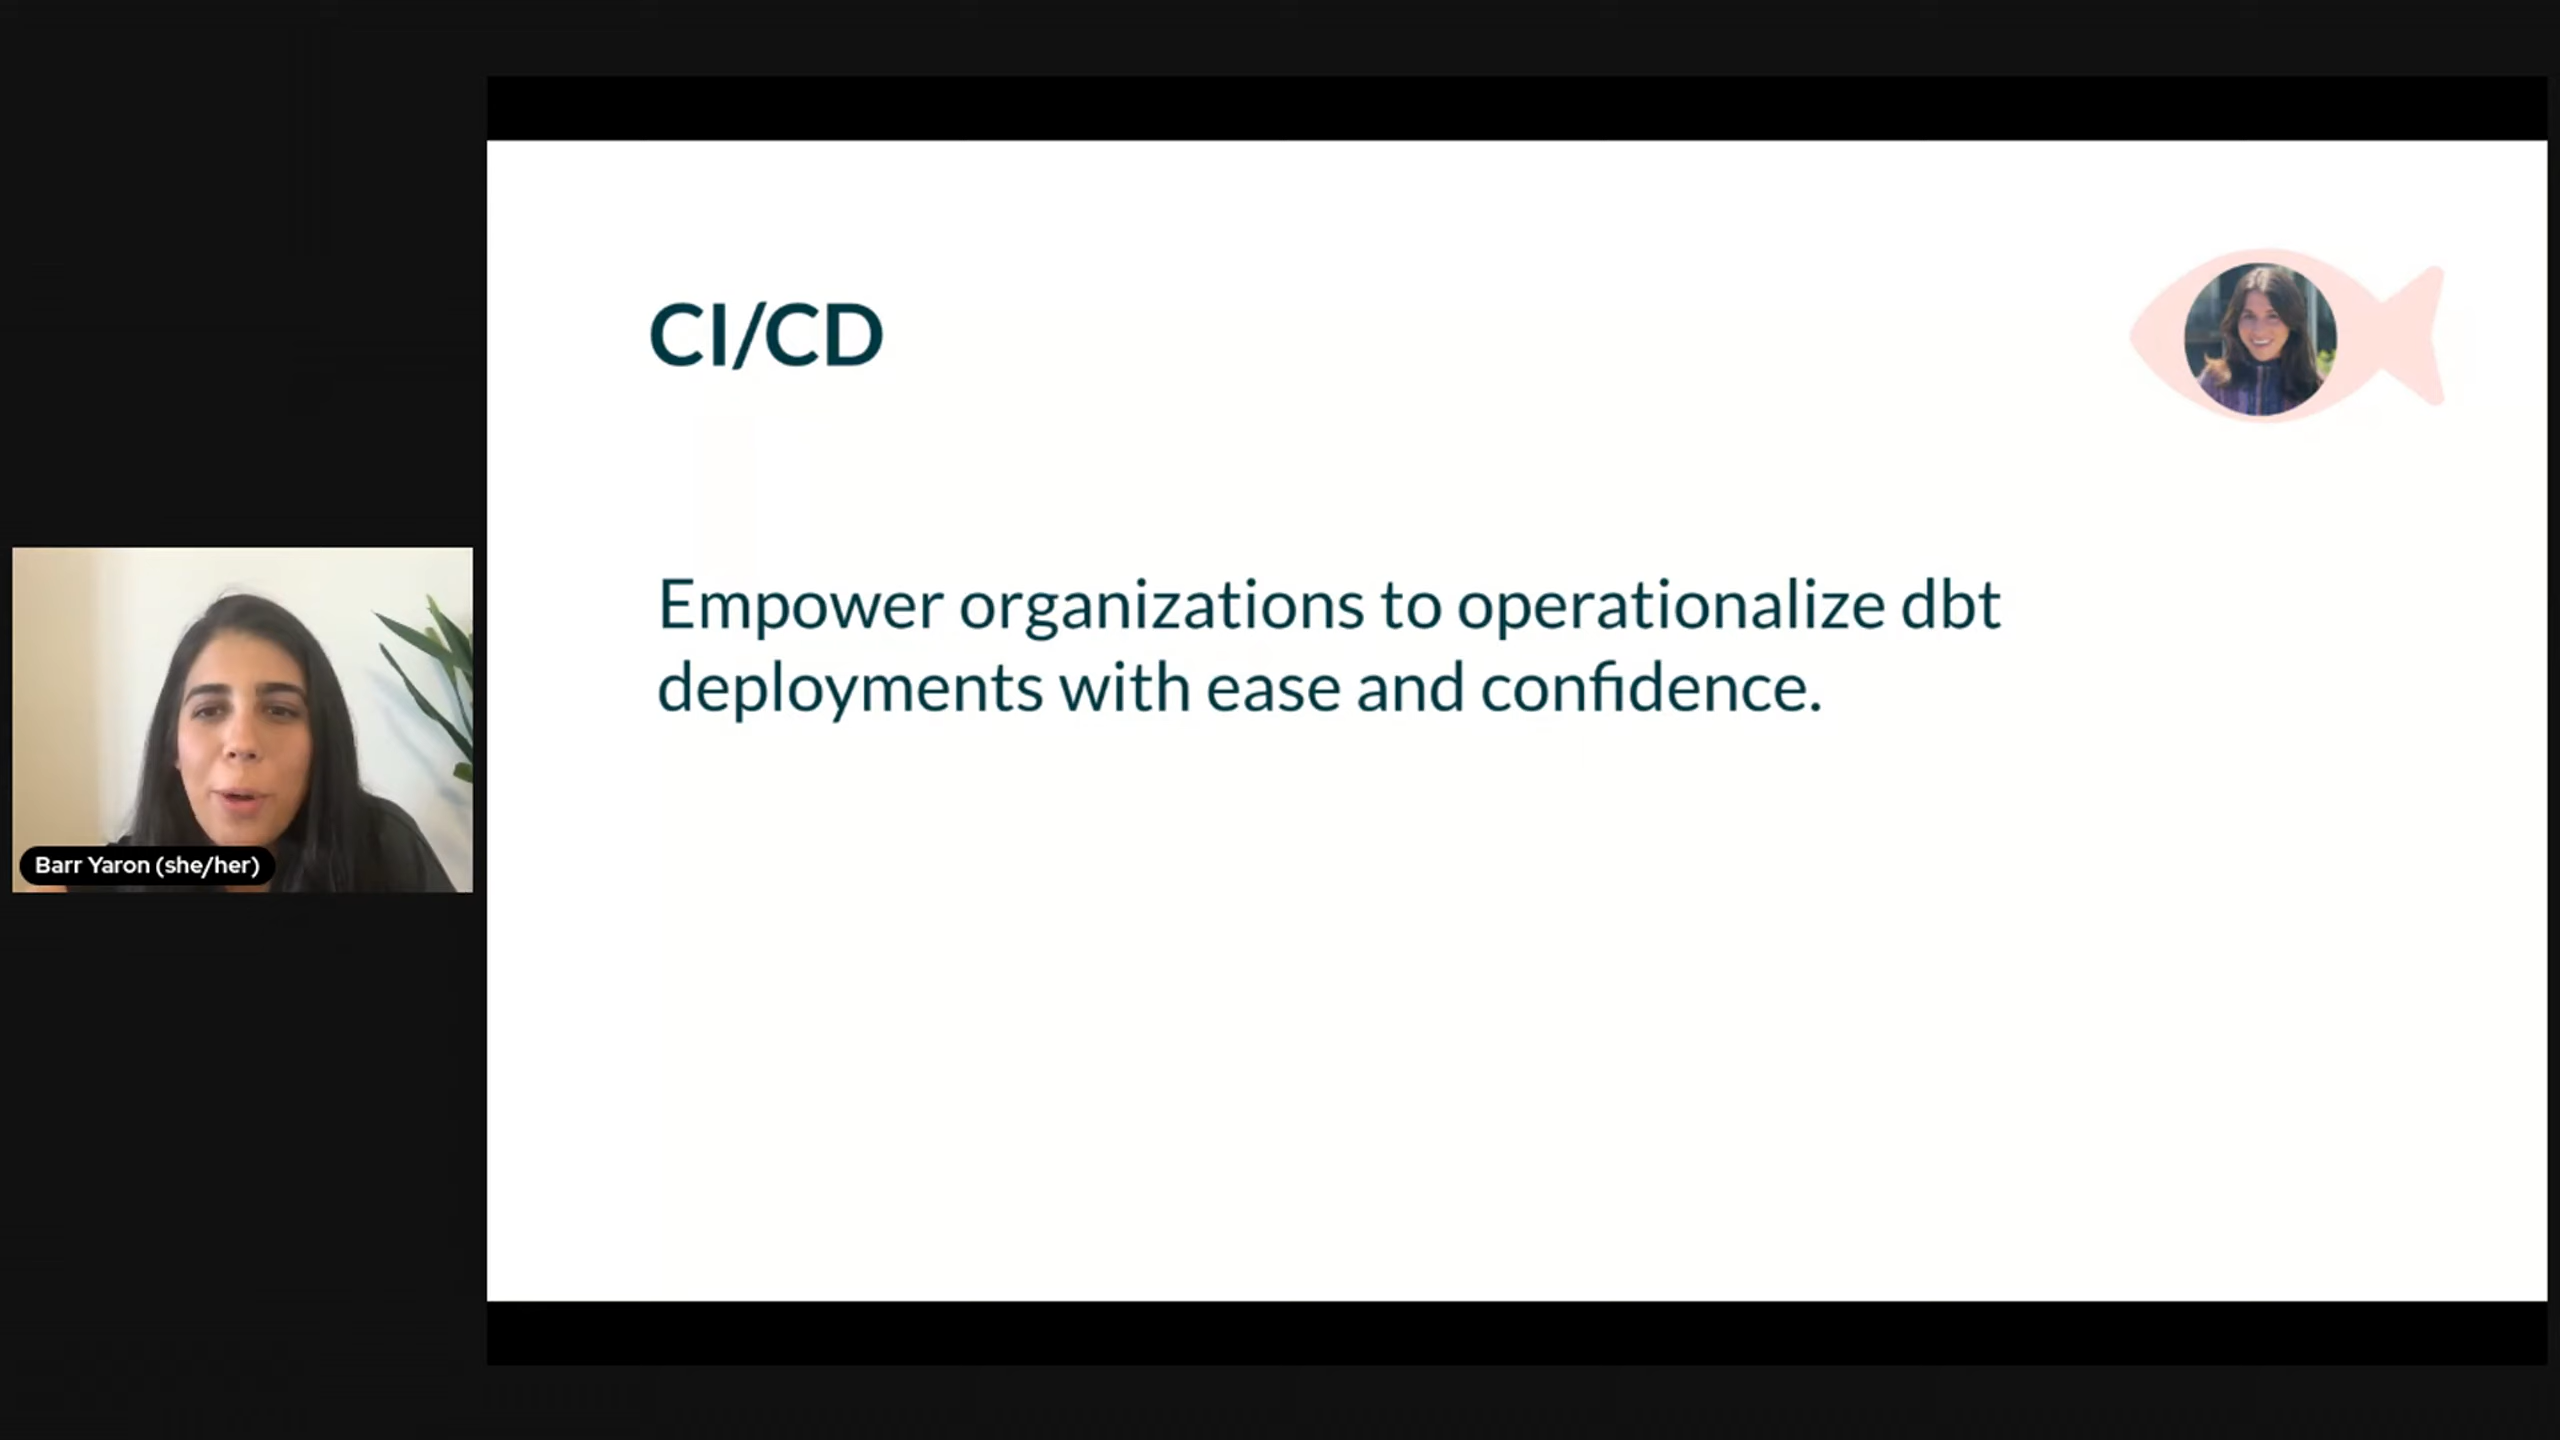 CI/CD
Empower organizations to operationalize dbt
deployments with ease and confidence.
Barr Yaron (she/her)